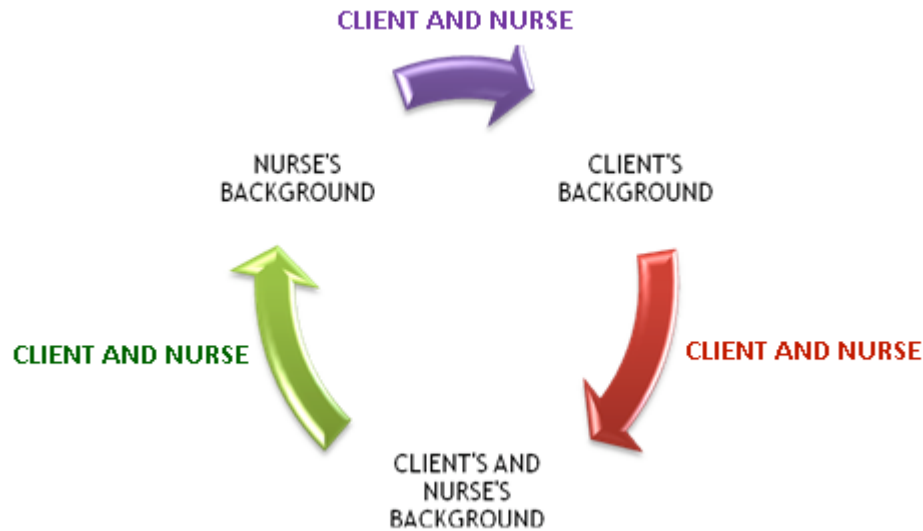 CLIENT AND NURSE
NURSE'S
BACKGROUND
CLIENT'S
BACKGROUND
CLIENT AND NURSE
CLIENT AND NURSE
CLIENT'S AND
NURSE'S
BACKGROUND